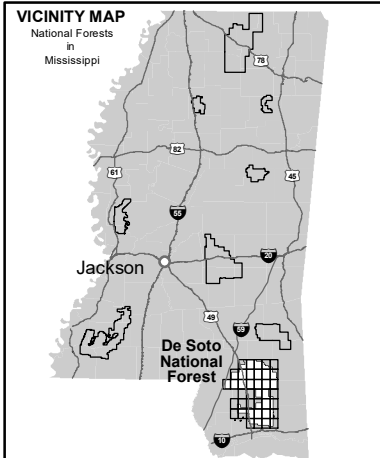 VICINITY MAP
National Forests
in
Mississippi
78
82
61
45
55
20
Jackson
49
59
De Soto
National
Forest
10